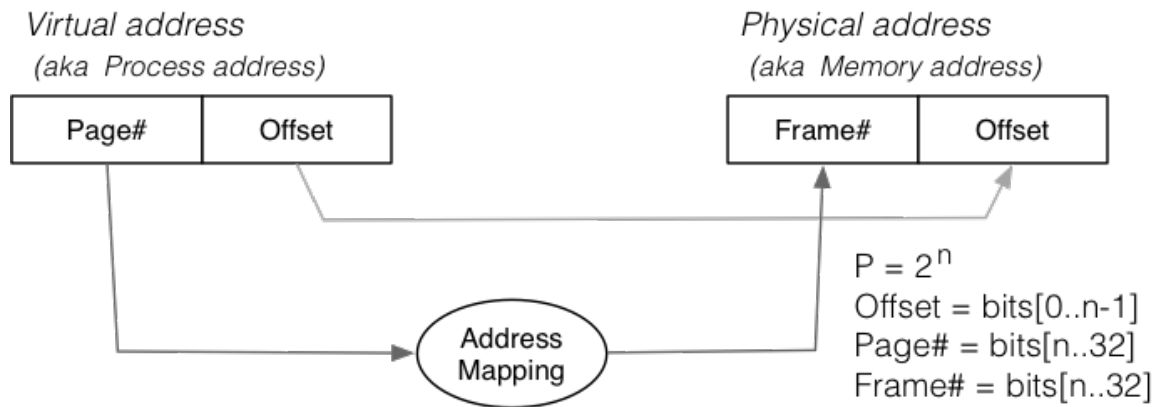 Virtual address
(aka Process address)
Physical address
(aka Memory address)
Page#
Offset
Frame#
Offset
Address
Mapping
P = 2^n
Offset = bits[0..n-1]
Page# = bits[n..32]
Frame# = bits[n..32]